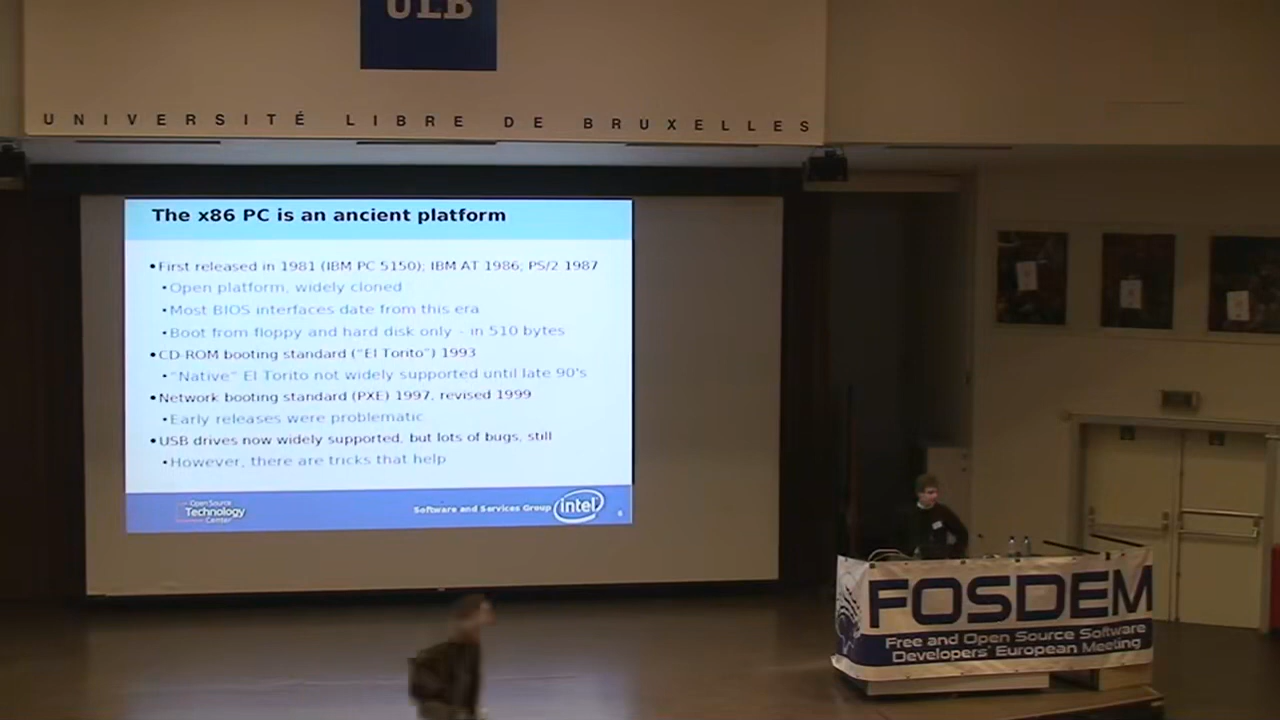 ULB
UNIVERSITÉ LIBRE DE BRUXELLES
The x86 PC is an ancient platform
•First released in 1981 (IBM PC 5150); IBM AT 1986; PS/2 1987
•Open platform, widely cloned
•Most BIOS interfaces date from this era
•Boot from floppy and hard disk only - in 510 bytes
•CD-ROM booting standard ("El Torito") 1993
•"Native" El Torito not widely supported until late 90's
•Network booting standard (PXE) 1997, revised 1999
•Early releases were problematic
•USB drives now widely supported, but lots of bugs, still
•However, there are tricks that help
Open Source
Technology
Center
Software and Services Group
intel
FOSDEM
Free and Open Source Software
Developers' European Meeting